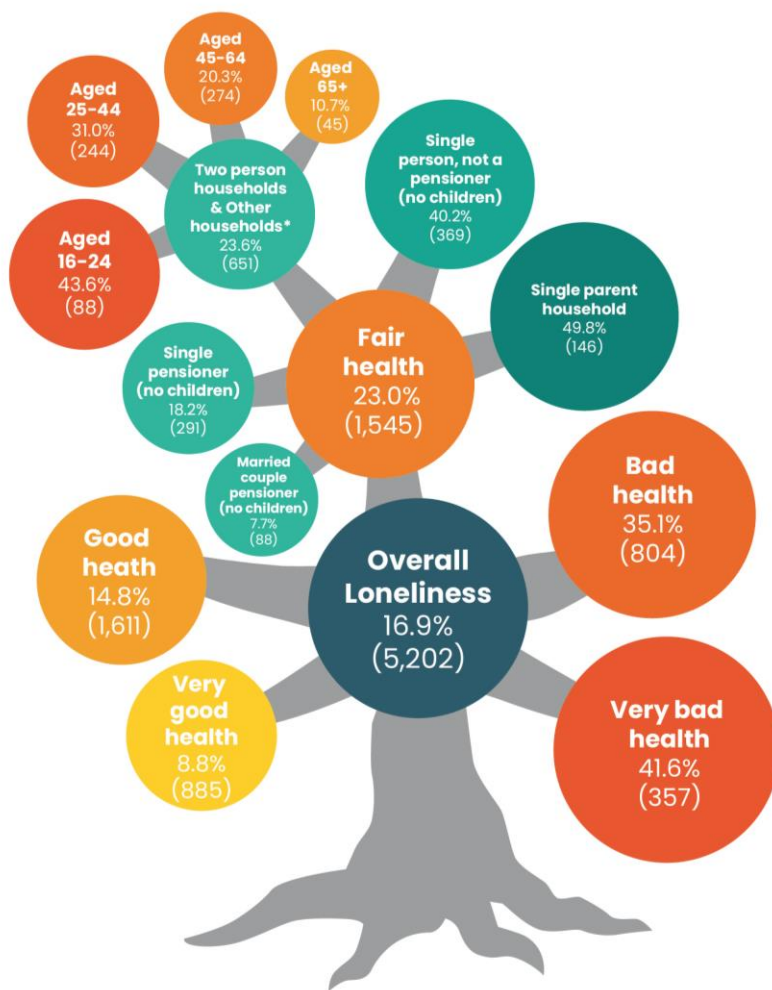 Aged
45-64
20.3%
(274)
Aged
65+
10.7%
(45)
Aged
25-44
31.0%
(244)
Single
person, not a
pensioner
(no children)
40.2%
(369)
Two person
households
& Other
households*
23.6%
(651)
Aged
16-24
43.6%
(88)
Single parent
household
49.8%
(146)
Fair
health
23.0%
(1,545)
Single
pensioner
(no children)
18.2%
(291)
Married
couple
pensioner
(no children)
7.7%
(88)
Bad
health
35.1%
(804)
Good
heath
14.8%
(1,611)
Overall
Loneliness
16.9%
(5,202)
Very
good
health
8.8%
(885)
Very bad
health
41.6%
(357)